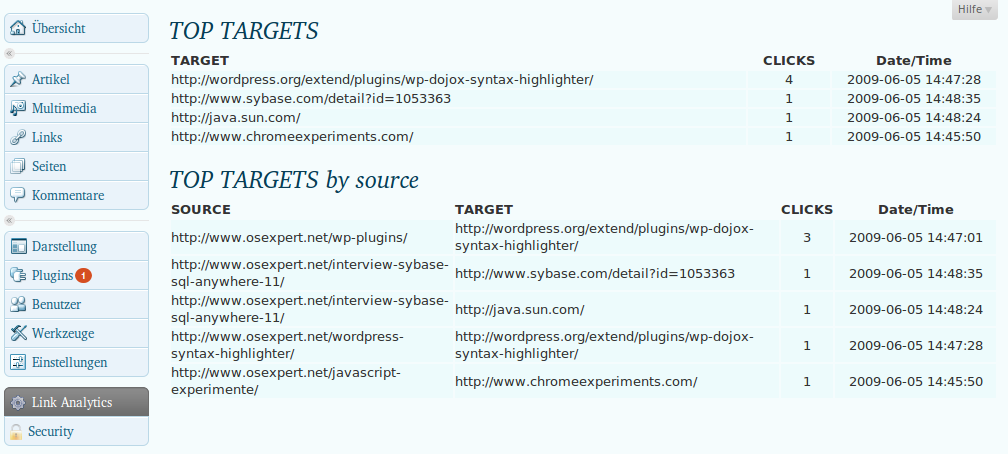 Hilfe
Übersicht
Artikel
Multimedia
Links
Seiten
Kommentare
Darstellung
Plugins 1
Benutzer
Werkzeuge
Einstellungen
Link Analytics
Security
TOP TARGETS
TARGET CLICKS Date/Time
http://wordpress.org/extend/plugins/wp-dojox-syntax-highlighter/ 4 2009-06-05 14:47:28
http://www.sybase.com/detail?id=1053363 1 2009-06-05 14:48:35
http://java.sun.com/ 1 2009-06-05 14:48:24
http://www.chromeexperiments.com/ 1 2009-06-05 14:45:50
TOP TARGETS by source
SOURCE TARGET CLICKS Date/Time
http://www.osexpert.net/wp-plugins/ http://wordpress.org/extend/plugins/wp-dojox-
syntax-highlighter/ 3 2009-06-05 14:47:01
http://www.osexpert.net/interview-sybase-
sql-anywhere-11/ http://www.sybase.com/detail?id=1053363 1 2009-06-05 14:48:35
http://www.osexpert.net/interview-sybase-
sql-anywhere-11/ http://java.sun.com/ 1 2009-06-05 14:48:24
http://www.osexpert.net/wordpress- http://wordpress.org/extend/plugins/wp-dojox-
syntax-highlighter/ syntax-highlighter/ 1 2009-06-05 14:47:28
http://www.osexpert.net/javascript-
experimente/ http://www.chromeexperiments.com/ 1 2009-06-05 14:45:50